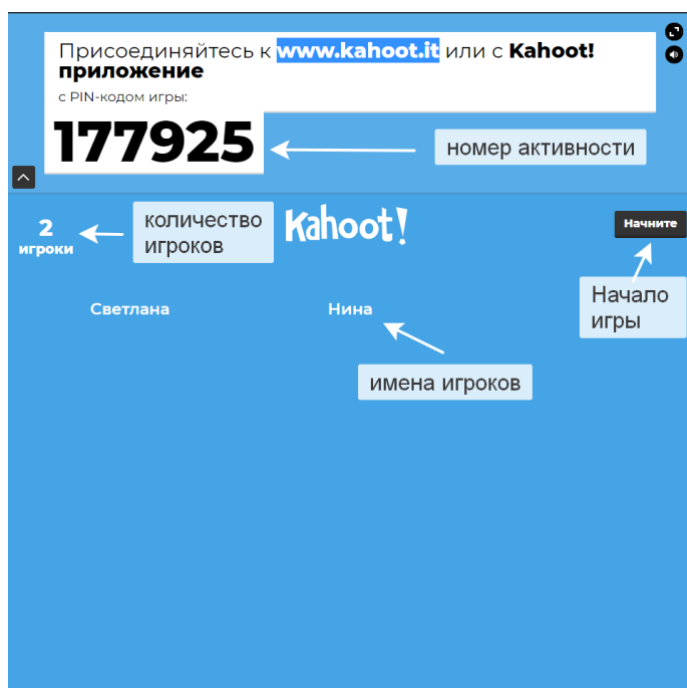 Присоединяйтесь к www.kahoot.it или с Kahoot!
приложение
с PIN-кодом игры:
177925
номер активности
2
игроки
количество
игроков
Kahoot!
Начните
Начало
игры
Светлана
Нина
имена игроков